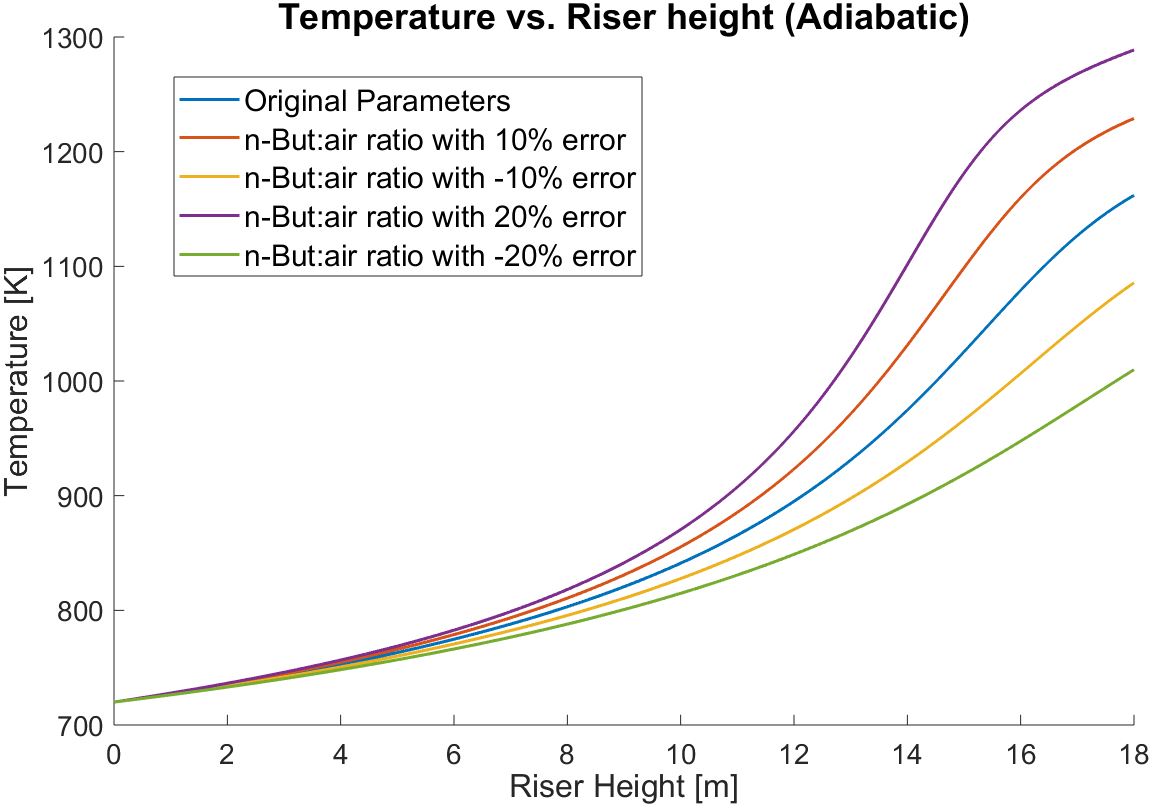 Temperature vs. Riser height (Adiabatic)
1300
1200
1100
1000
900
800
700
Temperature [K]
Original Parameters
n-But:air ratio with 10% error
n-But:air ratio with -10% error
n-But:air ratio with 20% error
n-But:air ratio with -20% error
0 2 4 6 8 10 12 14 16 18
Riser Height [m]